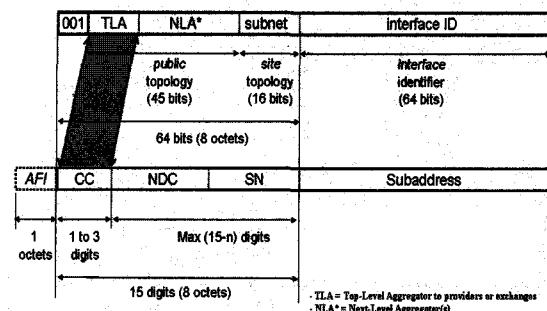 001 TLA NLA* subnet interface ID
public topology (45 bits)
site topology (16 bits)
Interface identifier (64 bits)
64 bits (8 octets)
AFI CC NDC SN Subaddress
1 octets
1 to 3 digits
Max (15-n) digits
15 digits (8 octets)
- TLA = Top-Level Aggregator to providers or exchanges
- NLA* = Next-Level Aggregator(s)